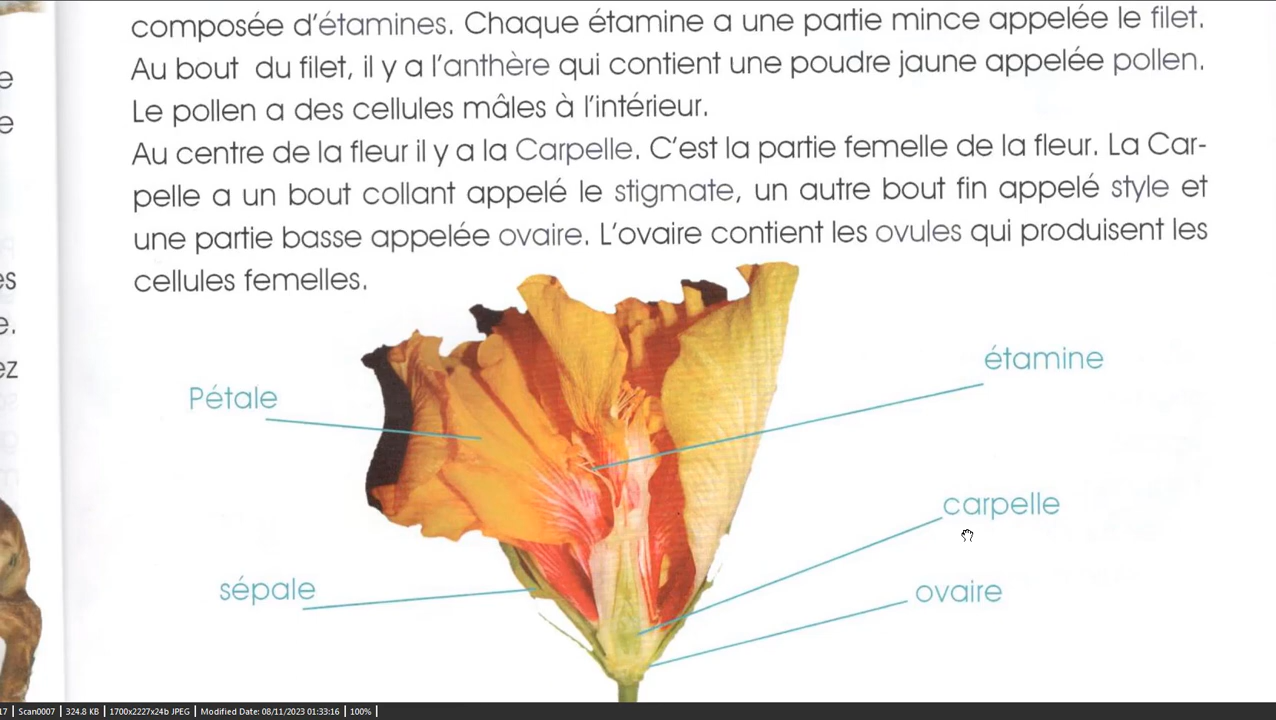 composée d'étamines. Chaque étamine a une partie mince appelée le filet.
Au bout du filet, il y a l'anthère qui contient une poudre jaune appelée pollen.
Le pollen a des cellules mâles à l'intérieur.
Au centre de la fleur il y a la Carpelle. C'est la partie femelle de la fleur. La Car-
pelle a un bout collant appelé le stigmate, un autre bout fin appelé style et
une partie basse appelée ovaire. L'ovaire contient les ovules qui produisent les
cellules femelles.
étamine
Pétale
carpelle
sépale
ovaire
17 | Scan0007 | 324.8 KB | 1700x2227x24b JPEG | Modified Date: 08/11/2023 01:33:16 | 100% |